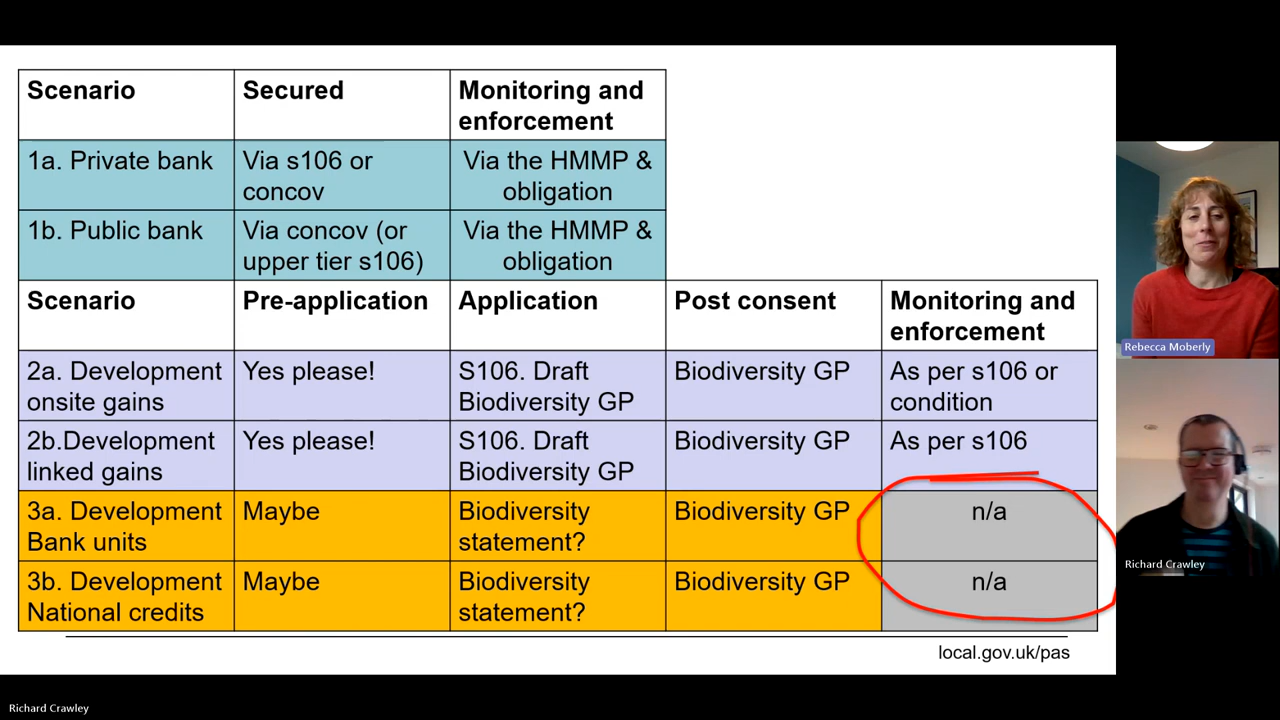 Scenario
Secured
Monitoring and
enforcement
1a. Private bank
Via s106 or
concov
Via the HMMP &
obligation
1b. Public bank
Via concov (or
upper tier s106)
Via the HMMP &
obligation
Scenario
Pre-application
Application
Post consent
Monitoring and
enforcement
2a. Development
onsite gains
Yes please!
S106. Draft
Biodiversity GP
Biodiversity GP
As per s106 or
condition
2b.Development
linked gains
Yes please!
S106. Draft
Biodiversity GP
Biodiversity GP
As per s106
3a. Development
Bank units
Maybe
Biodiversity
statement?
Biodiversity GP
n/a
3b. Development
National credits
Maybe
Biodiversity
statement?
Biodiversity GP
n/a
local.gov.uk/pas
Rebecca Moberly
Richard Crawley
Richard Crawley